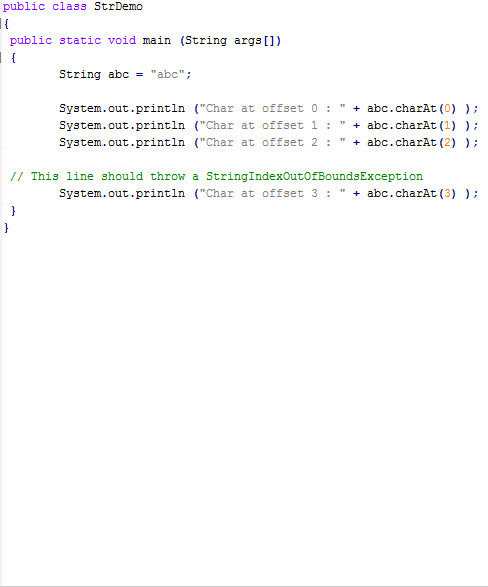 public class StrDemo
{
public static void main (String args[])
{
String abc = "abc";
System.out.println ("Char at offset 0 : " + abc.charAt(0) );
System.out.println ("Char at offset 1 : " + abc.charAt(1) );
System.out.println ("Char at offset 2 : " + abc.charAt(2) );
// This line should throw a StringIndexOutOfBoundsException
System.out.println ("Char at offset 3 : " + abc.charAt(3) );
}
}